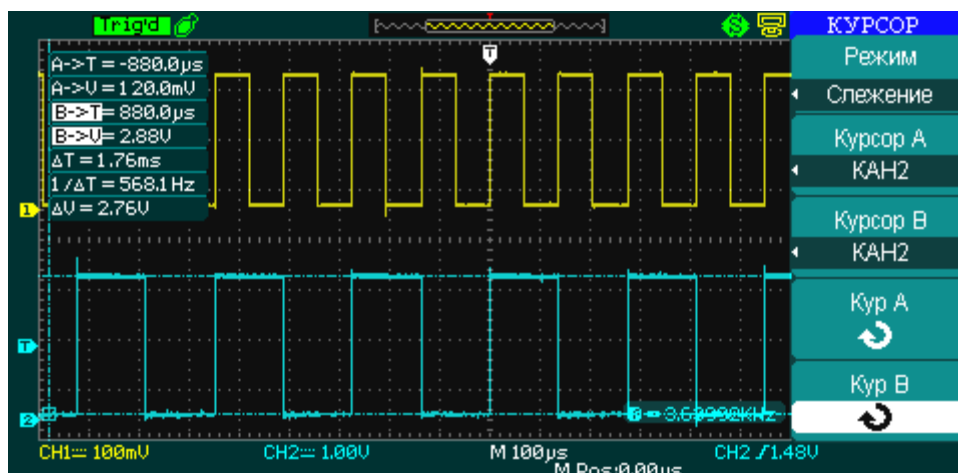 Trig'd
S
КУРСОР
Режим
Слежение
Курсор A
КАН2
Курсор B
КАН2
Кур A
Кур B
A->T = -880.0µs
A->V = 120.0mV
B->T = 880.0µs
B->V = 2.88V
ΔT = 1.76ms
1/ΔT = 568.1Hz
ΔV = 2.76V
T
1
T
2
CH1 100mV
CH2 1.00V
M 100µs
CH2 /1.48V
M Pos:0.00µs